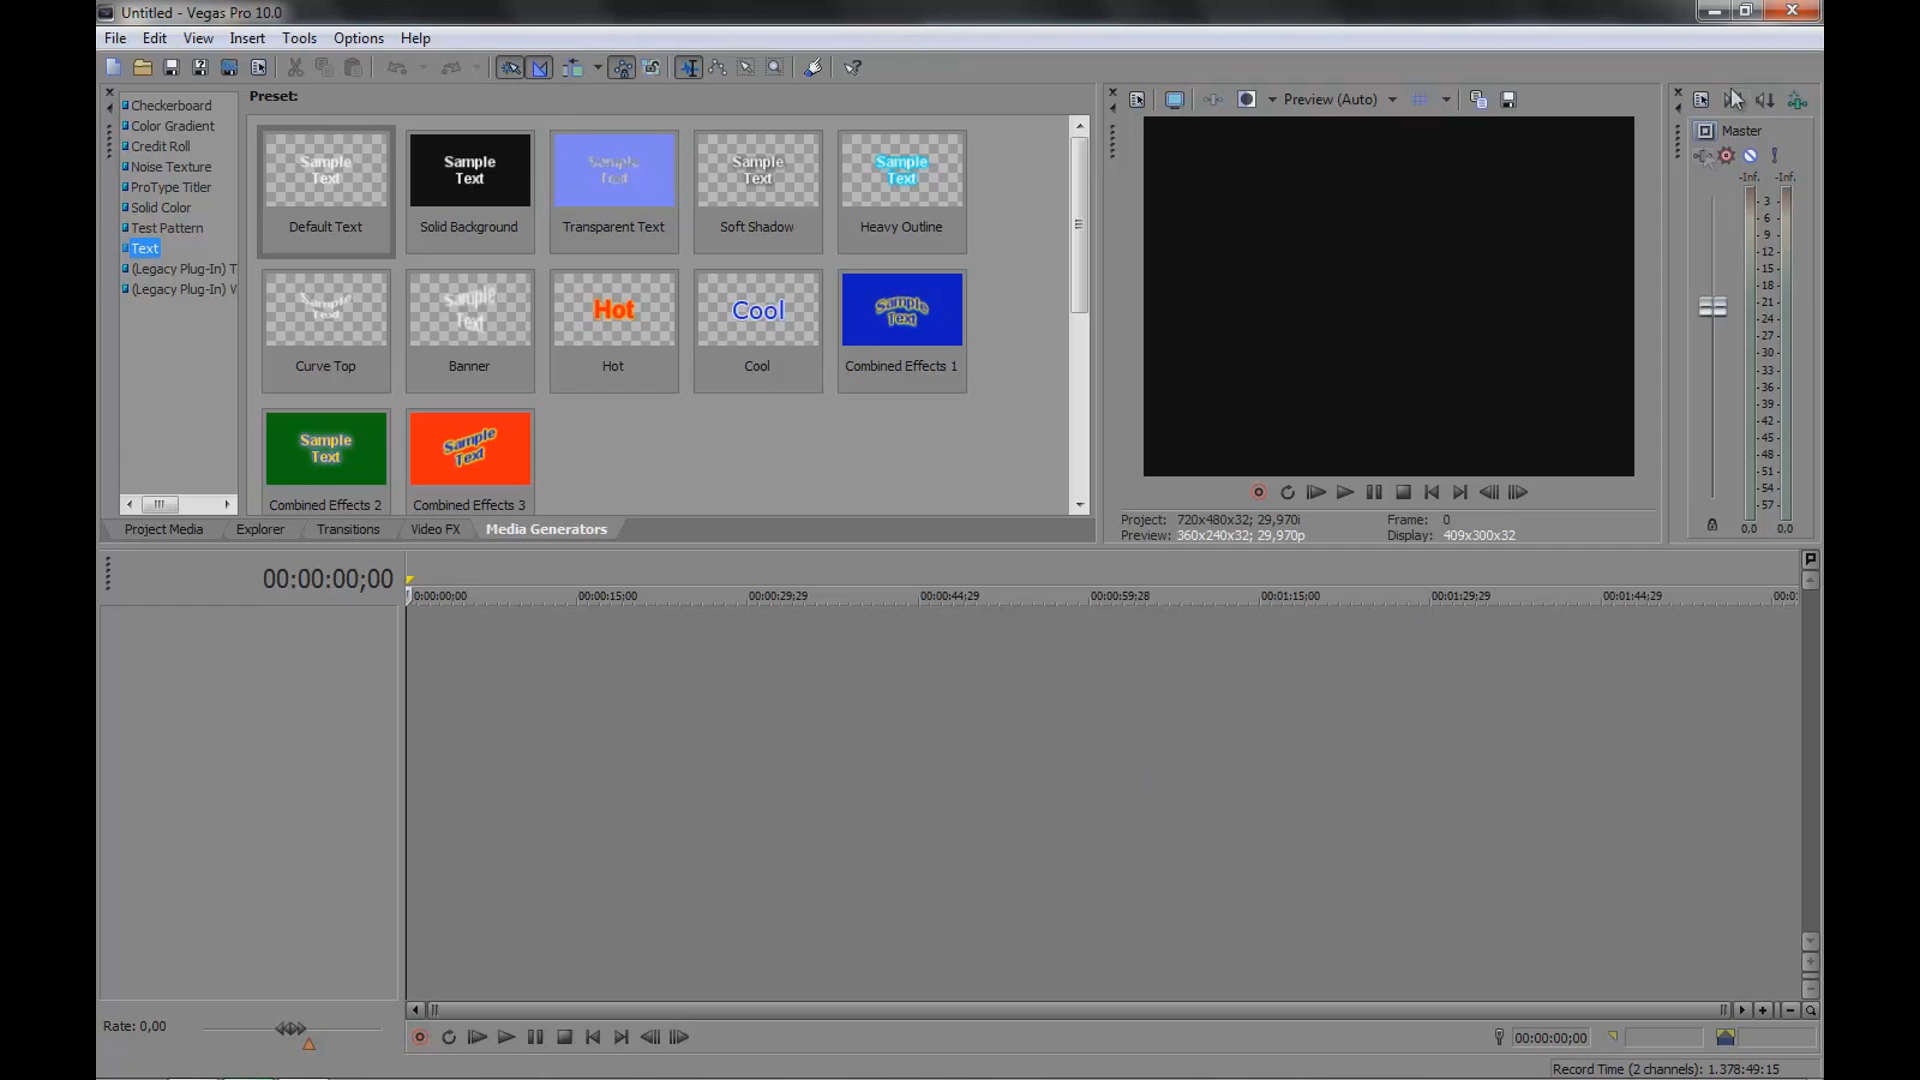 Untitled - Vegas Pro 10.0
File Edit View Insert Tools Options Help
Checkerboard
Color Gradient
Credit Roll
Noise Texture
ProType Titler
Solid Color
Test Pattern
Text
(Legacy Plug-In) T
(Legacy Plug-In) W
Preset:
Sample
Text
Default Text
Sample
Text
Solid Background
Sample
Text
Transparent Text
Sample
Text
Soft Shadow
Sample
Text
Heavy Outline
Sample
Text
Curve Top
Sample
Text
Banner
Hot
Hot
Cool
Cool
Sample
Text
Combined Effects 1
Sample
Text
Combined Effects 2
Sample
Text
Combined Effects 3
Project Media Explorer Transitions Video FX Media Generators
Preview (Auto)
Project: 720x480x32; 29,970i
Preview: 360x240x32; 29,970p
Frame: 0
Display: 409x300x32
Master
-Inf. -Inf.
3
6
9
12
15
18
21
24
27
30
33
36
39
42
45
48
51
54
57
0,0 0,0
00:00:00;00
0:00:00;00 00:00:15;00 00:00:29;29 00:00:44;29 00:00:59;28 00:01:15;00 00:01:29;29 00:01:44;29 00:0
Rate: 0,00
00:00:00;00
Record Time (2 channels): 1.378:49:15